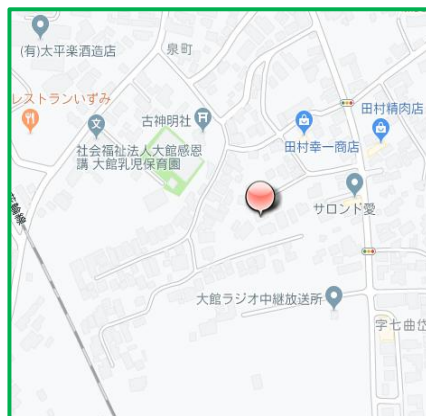 (有)太平楽酒造店
泉町
レストランいずみ
古神明社
社会福祉法人大館感恩
講 大館乳児保育園
田村幸一商店
田村精肉店
サロンド愛
大館ラジオ中継放送所
字七曲岱